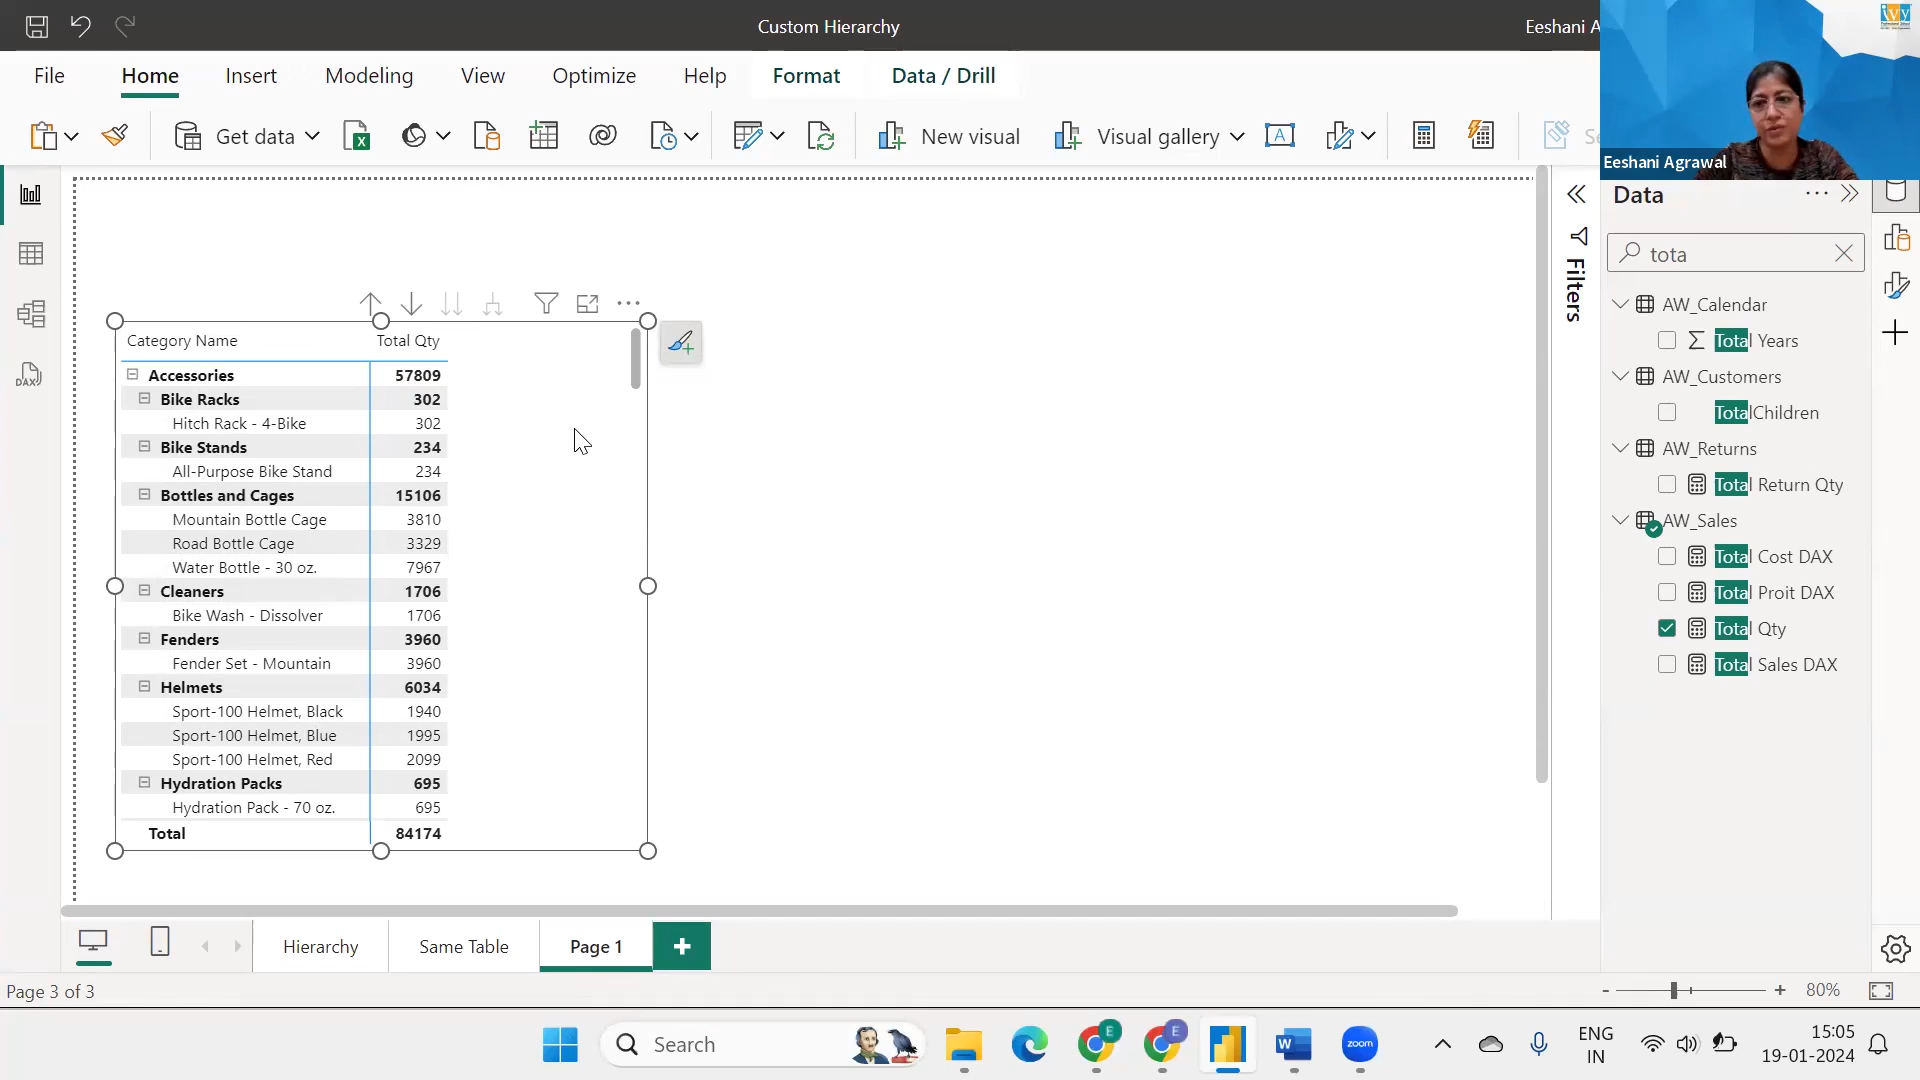 Custom Hierarchy
Eeshani A
ivy
File
Home
Insert
Modeling
View
Optimize
Help
Format
Data / Drill
Get data
New visual
Visual gallery
A
Se
Eeshani Agrawal
Category Name Total Qty
Accessories 57809
Bike Racks 302
Hitch Rack - 4-Bike 302
Bike Stands 234
All-Purpose Bike Stand 234
Bottles and Cages 15106
Mountain Bottle Cage 3810
Road Bottle Cage 3329
Water Bottle - 30 oz. 7967
Cleaners 1706
Bike Wash - Dissolver 1706
Fenders 3960
Fender Set - Mountain 3960
Helmets 6034
Sport-100 Helmet, Black 1940
Sport-100 Helmet, Blue 1995
Sport-100 Helmet, Red 2099
Hydration Packs 695
Hydration Pack - 70 oz. 695
Total 84174
DAX
Filters
Data
tota
AW_Calendar
Total Years
AW_Customers
TotalChildren
AW_Returns
Total Return Qty
AW_Sales
Total Cost DAX
Total Proit DAX
Total Qty
Total Sales DAX
Hierarchy
Same Table
Page 1
Page 3 of 3
80%
Search
E
E
W
zoom
ENG
IN
15:05
19-01-2024